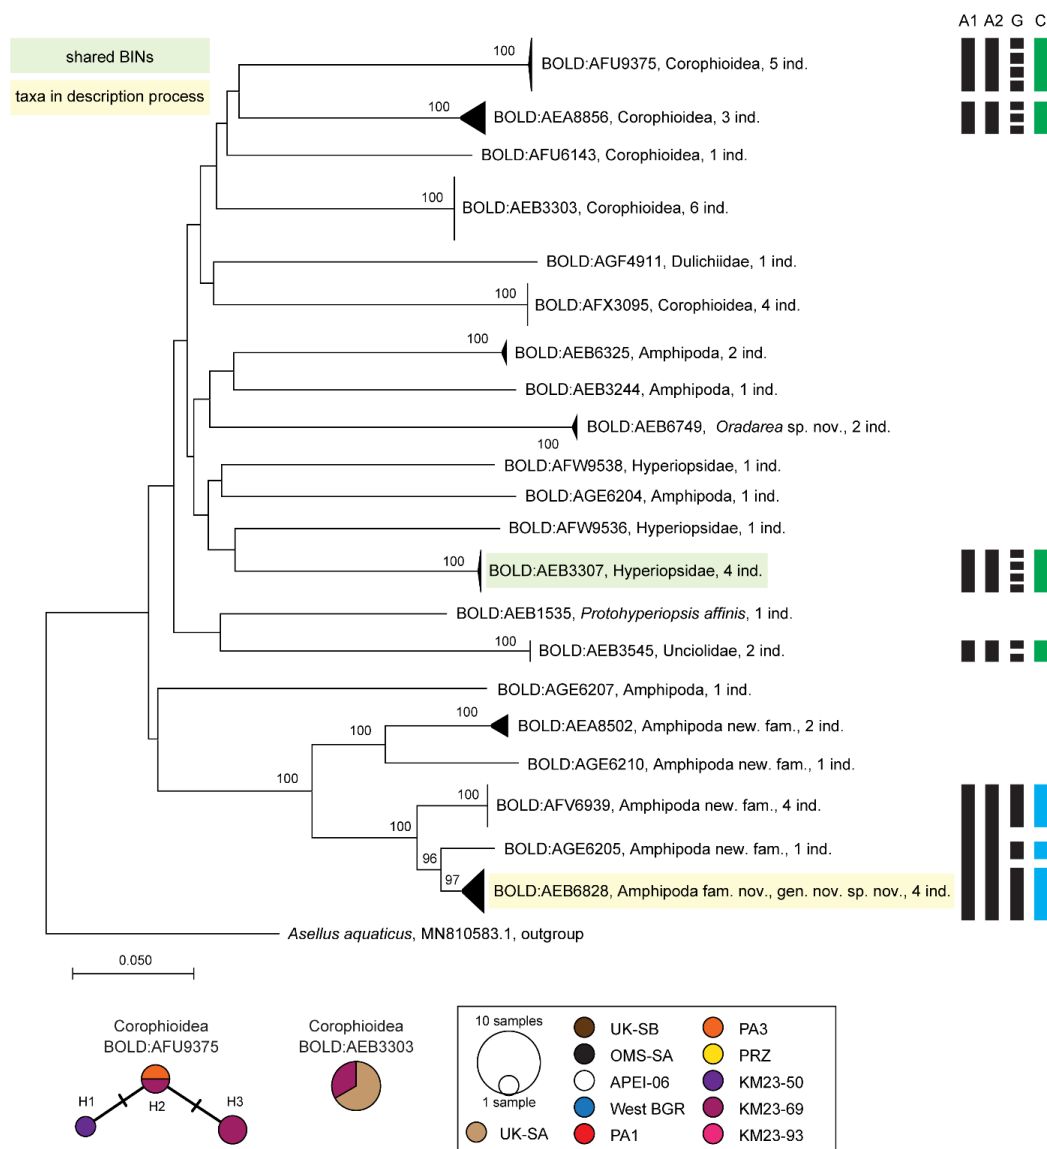 A1 A2 G C
shared BINs
taxa in description process
100
BOLD:AFU9375, Corophioidea, 5 ind.
100
BOLD:AEA8856, Corophioidea, 3 ind.
BOLD:AFU6143, Corophioidea, 1 ind.
100
BOLD:AEB3303, Corophioidea, 6 ind.
BOLD:AGF4911, Dulichiidae, 1 ind.
100
BOLD:AFX3095, Corophioidea, 4 ind.
100
BOLD:AEB6325, Amphipoda, 2 ind.
BOLD:AEB3244, Amphipoda, 1 ind.
BOLD:AEB6749, Oradarea sp. nov., 2 ind.
100
BOLD:AFW9538, Hyperiopsidae, 1 ind.
BOLD:AGE6204, Amphipoda, 1 ind.
BOLD:AFW9536, Hyperiopsidae, 1 ind.
100
BOLD:AEB3307, Hyperiopsidae, 4 ind.
BOLD:AEB1535, Protohyperiopsis affinis, 1 ind.
100
BOLD:AEB3545, Unciolidae, 2 ind.
BOLD:AGE6207, Amphipoda, 1 ind.
100
BOLD:AEA8502, Amphipoda new. fam., 2 ind.
100
BOLD:AGE6210, Amphipoda new. fam., 1 ind.
100
100
BOLD:AFV6939, Amphipoda new. fam., 4 ind.
100
BOLD:AGE6205, Amphipoda new. fam., 1 ind.
96
97
BOLD:AEB6828, Amphipoda fam. nov., gen. nov. sp. nov., 4 ind.
Asellus aquaticus, MN810583.1, outgroup
0.050
Corophioidea
BOLD:AFU9375
H1
H2
H3
Corophioidea
BOLD:AEB3303
10 samples
1 sample
UK-SA
UK-SB
OMS-SA
APEI-06
West BGR
PA1
PA3
PRZ
KM23-50
KM23-69
KM23-93